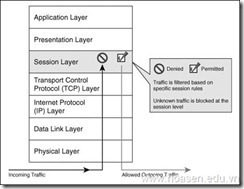 Application Layer
Presentation Layer
Session Layer
Transport Control
Protocol (TCP) Layer
Internet Protocol
(IP) Layer
Data Link Layer
Physical Layer
Denied
Permitted
Traffic is filtered based on
specific session rules
Unknown traffic is blocked at the
session level
Incoming Traffic
Allowed Outgoing Traffic
www.hoasen.edu.vn